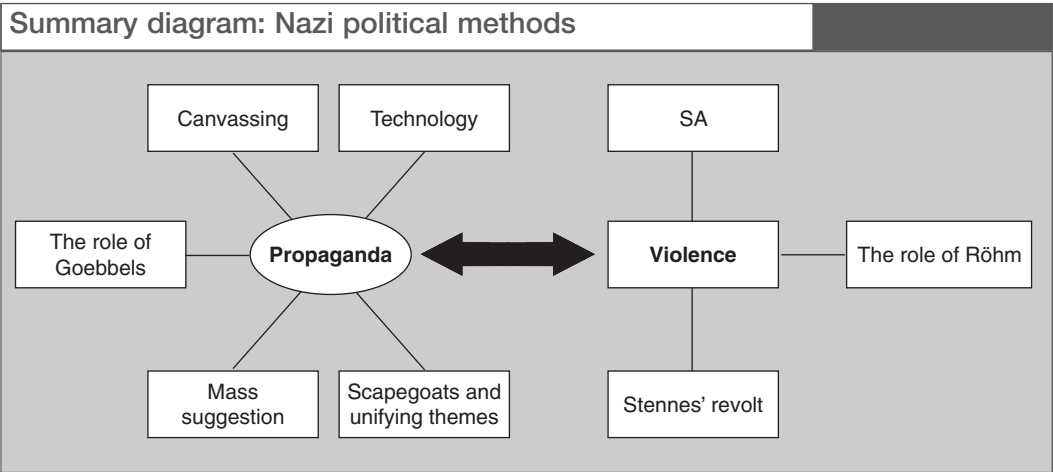 Summary diagram: Nazi political methods
Canvassing
Technology
SA
The role of
Goebbels
Propaganda
Violence
The role of Röhm
Mass
suggestion
Scapegoats and
unifying themes
Stennes' revolt